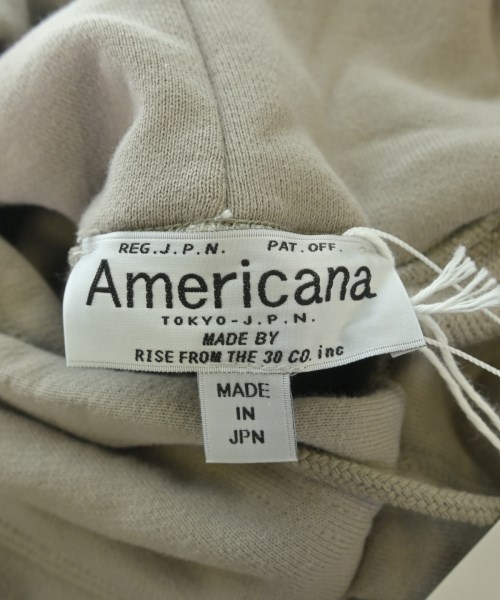 REG.J.P.N. PAT.OFF.
Americana
TOKYO-J.P.N.
MADE BY
RISE FROM THE 30 CO. inc
MADE
IN
JPN